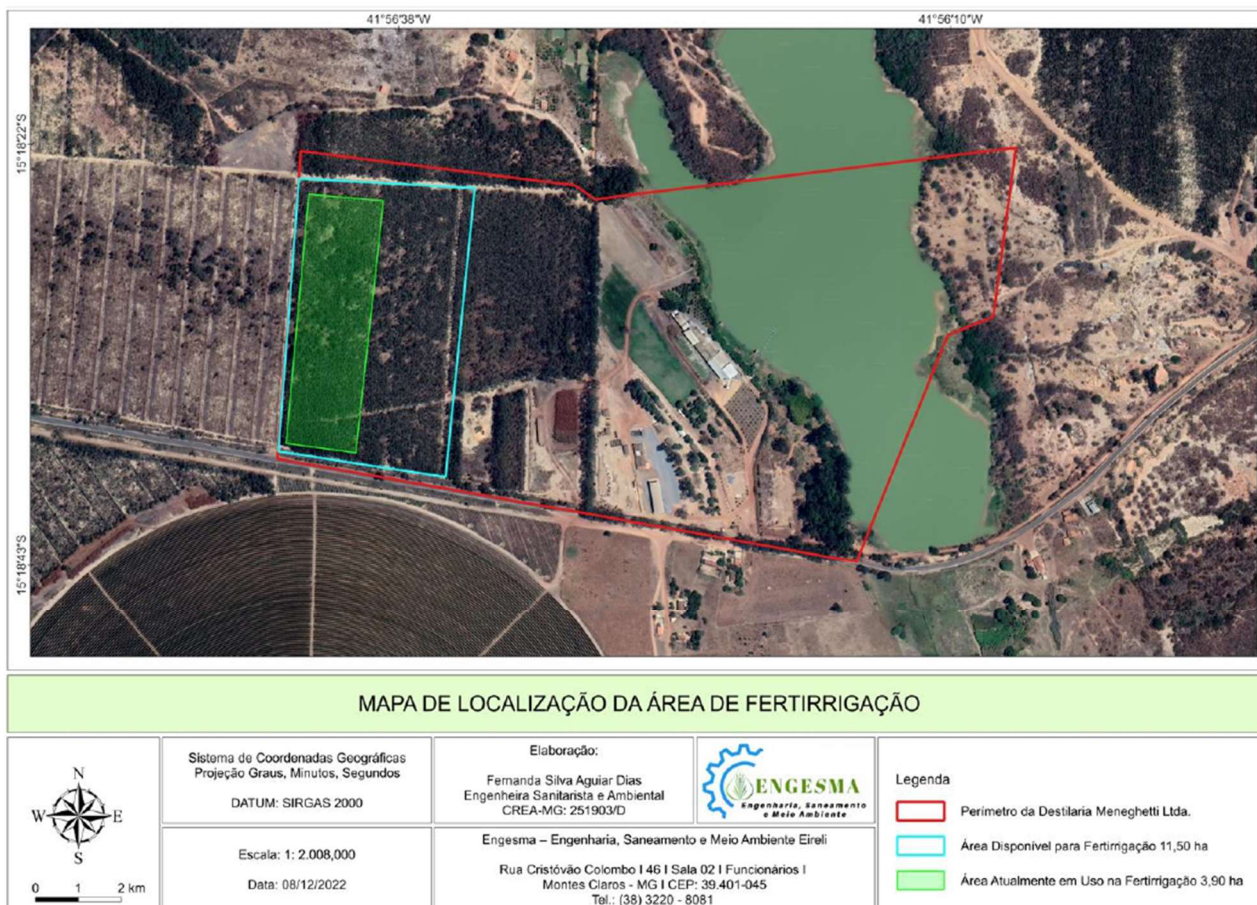 41°56'38"W
41°56'10"W
15°18'22"S
15°18'43"S
MAPA DE LOCALIZAÇÃO DA ÁREA DE FERTIRRIGAÇÃO
N
W
E
S
0 1 2 km
Sistema de Coordenadas Geográficas
Projeção Graus, Minutos, Segundos
DATUM: SIRGAS 2000
Escala: 1: 2.008,000
Data: 08/12/2022
Elaboração:
Fernanda Silva Aguiar Dias
Engenheira Sanitarista e Ambiental
CREA-MG: 251903/D
ENGESMA
Engenharia, Saneamento
e Meio Ambiente
Engesma – Engenharia, Saneamento e Meio Ambiente Eireli
Rua Cristóvão Colombo I 46 I Sala 02 I Funcionários I
Montes Claros - MG I CEP: 39.401-045
Tel.: (38) 3220 - 8081
Legenda
Perímetro da Destilaria Meneghetti Ltda.
Área Disponível para Fertirrigação 11,50 ha
Área Atualmente em Uso na Fertirrigação 3,90 ha